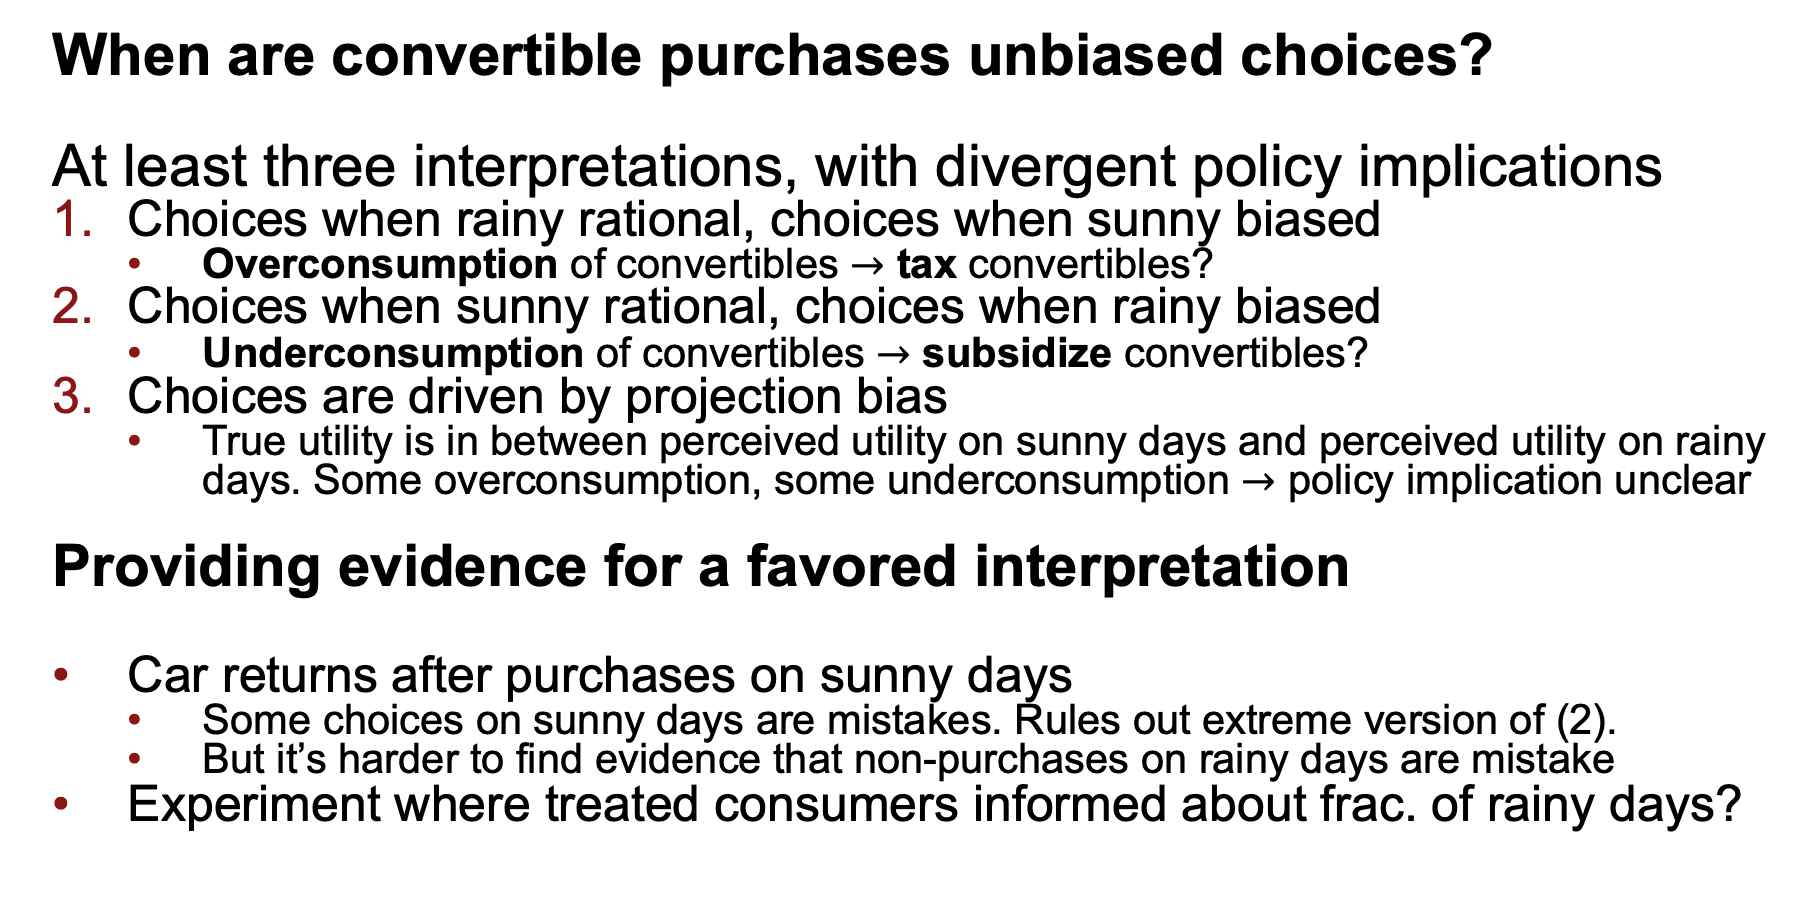 When are convertible purchases unbiased choices?
At least three interpretations, with divergent policy implications
1. Choices when rainy rational, choices when sunny biased
• Overconsumption of convertibles → tax convertibles?
2. Choices when sunny rational, choices when rainy biased
• Underconsumption of convertibles → subsidize convertibles?
3. Choices are driven by projection bias
• True utility is in between perceived utility on sunny days and perceived utility on rainy
days. Some overconsumption, some underconsumption → policy implication unclear
Providing evidence for a favored interpretation
• Car returns after purchases on sunny days
• Some choices on sunny days are mistakes. Rules out extreme version of (2).
• But it’s harder to find evidence that non-purchases on rainy days are mistake
• Experiment where treated consumers informed about frac. of rainy days?